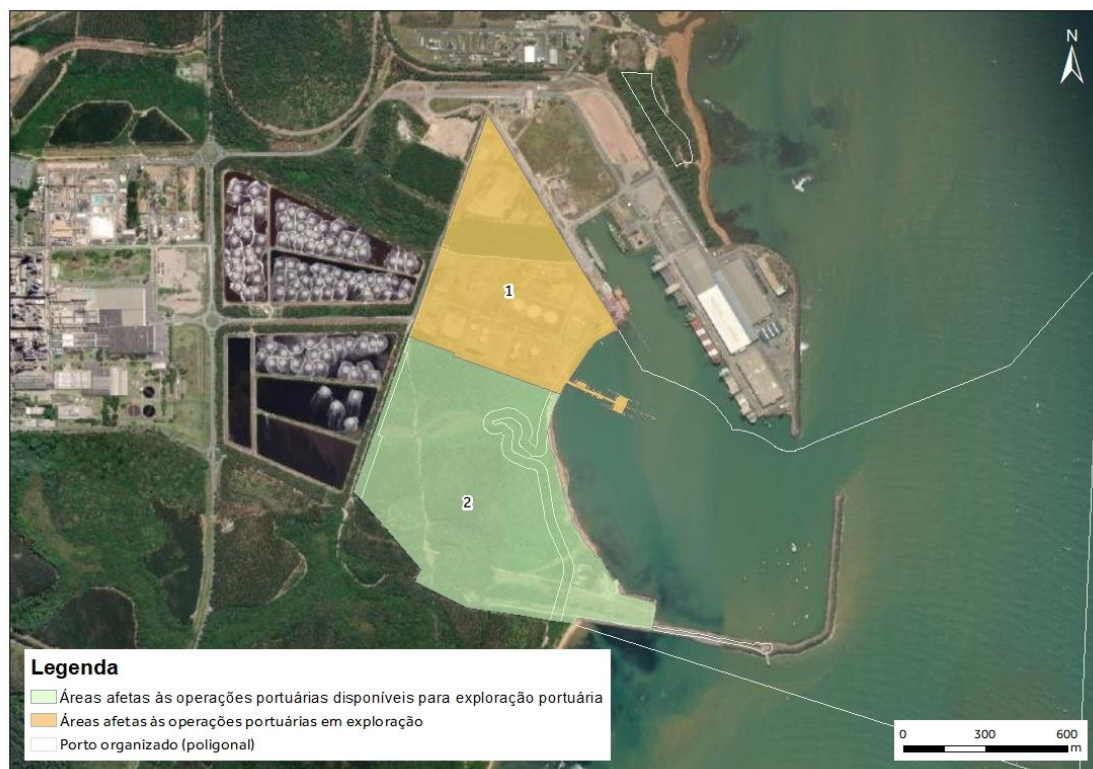 N
1
2
Legenda
Áreas afetas às operações portuárias disponíveis para exploração portuária
Áreas afetas às operações portuárias em exploração
Porto organizado (poligonal)
0 300 600
m